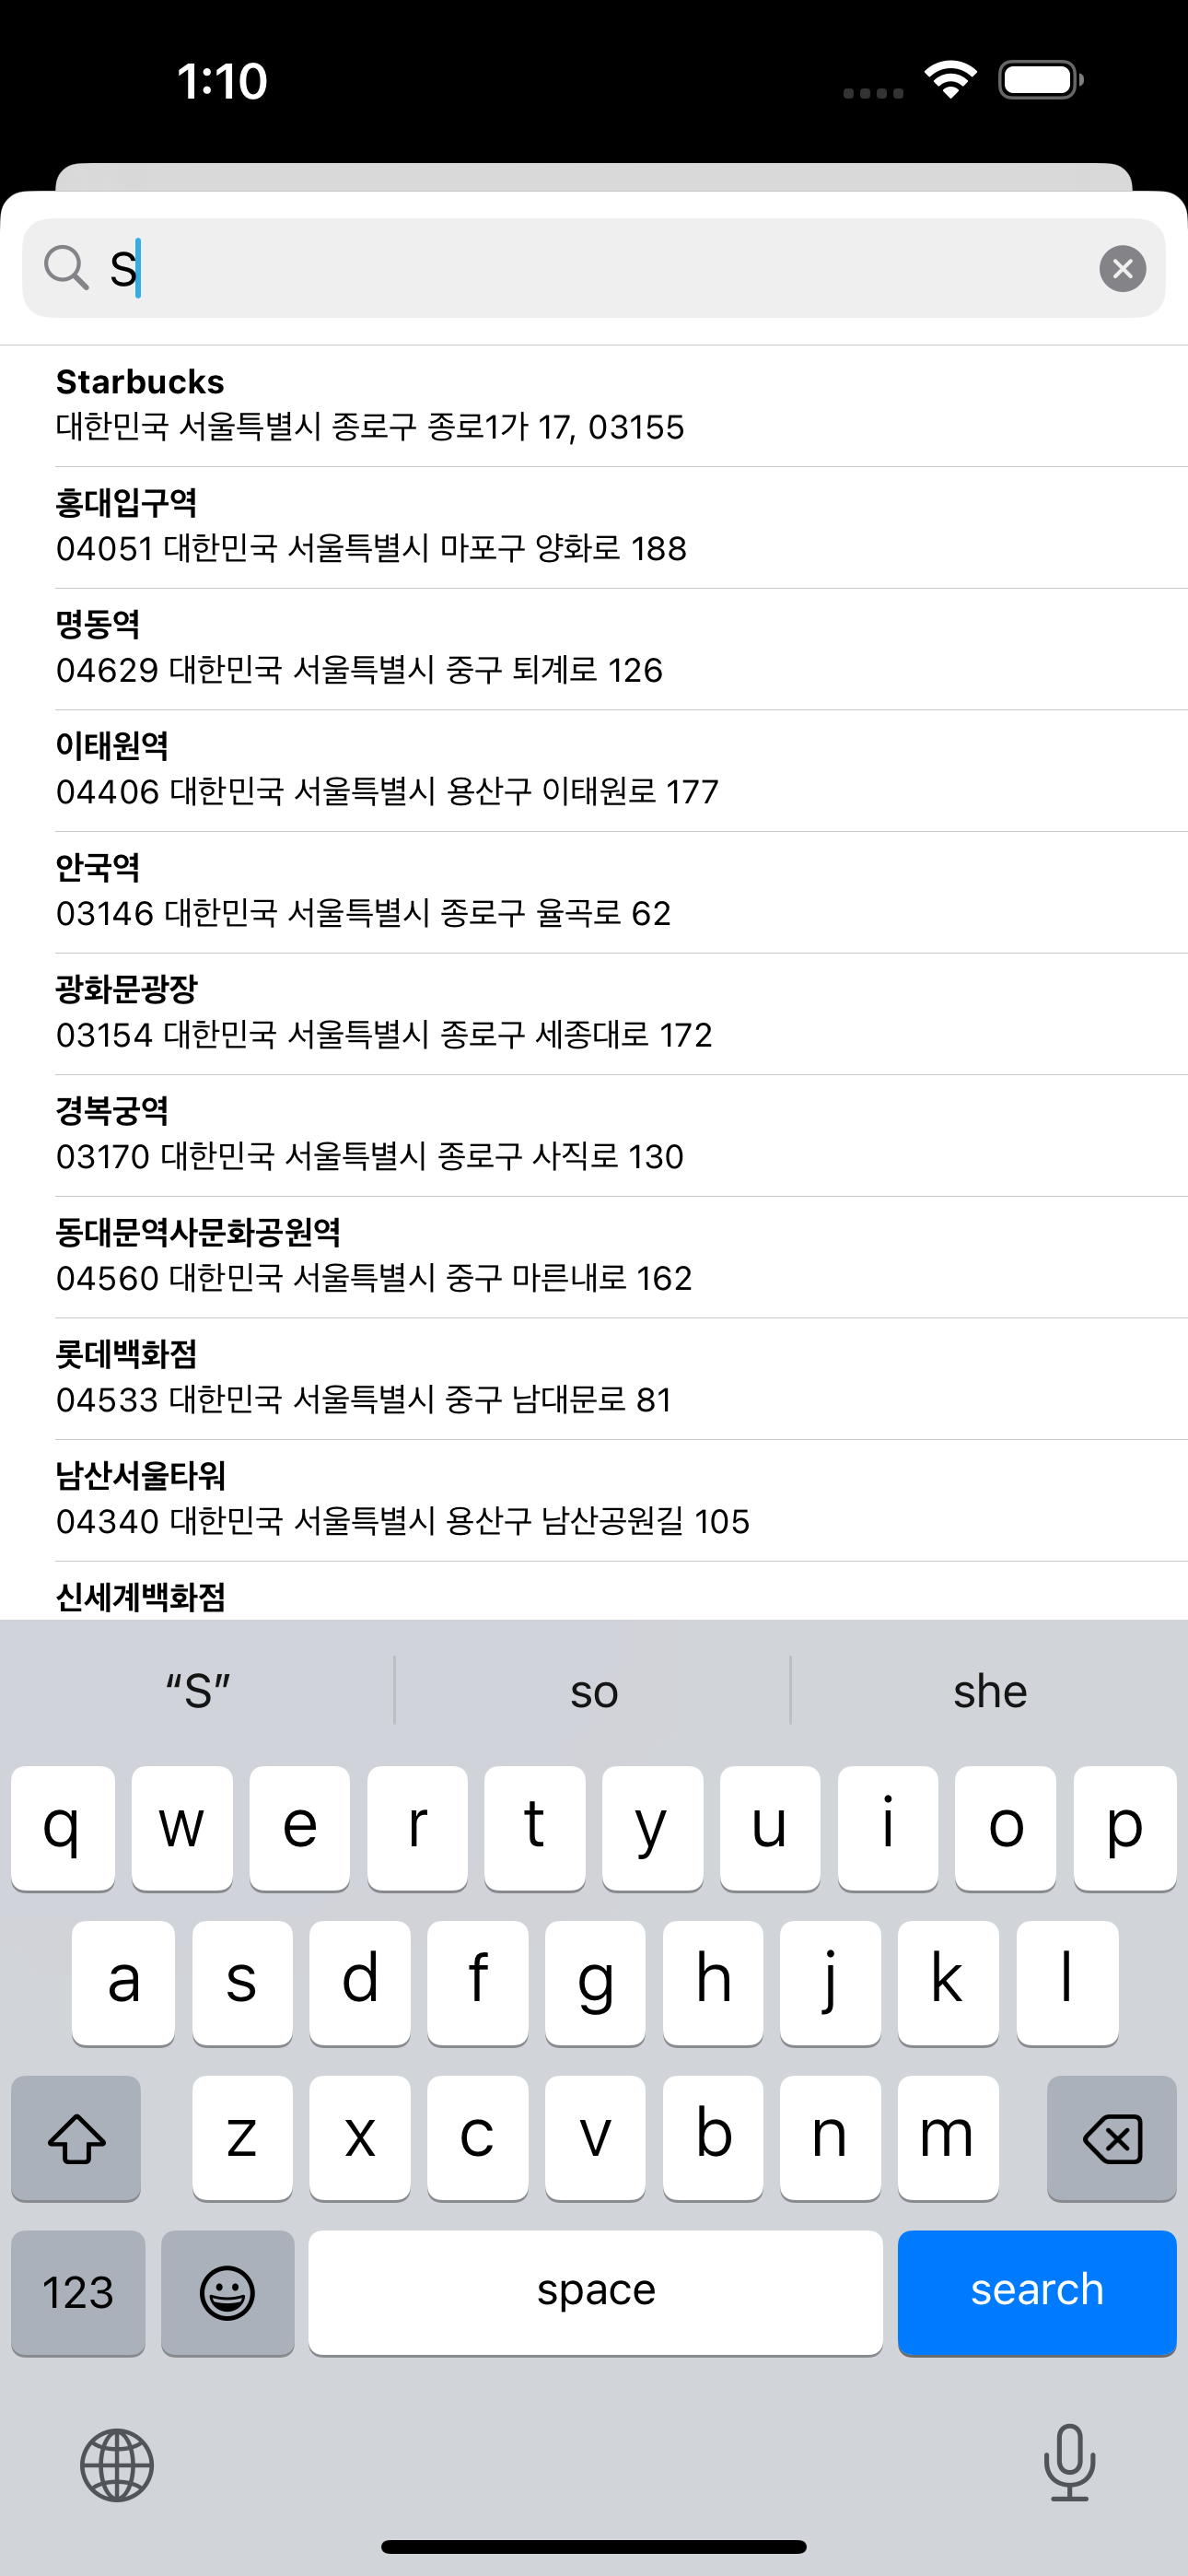 1:10
S
Starbucks
대한민국 서울특별시 종로구 종로1가 17, 03155
홍대입구역
04051 대한민국 서울특별시 마포구 양화로 188
명동역
04629 대한민국 서울특별시 중구 퇴계로 126
이태원역
04406 대한민국 서울특별시 용산구 이태원로 177
안국역
03146 대한민국 서울특별시 종로구 율곡로 62
광화문광장
03154 대한민국 서울특별시 종로구 세종대로 172
경복궁역
03170 대한민국 서울특별시 종로구 사직로 130
동대문역사문화공원역
04560 대한민국 서울특별시 중구 마른내로 162
롯데백화점
04533 대한민국 서울특별시 중구 남대문로 81
남산서울타워
04340 대한민국 서울특별시 용산구 남산공원길 105
신세계백화점
“S” so she
q w e r t y u i o p
a s d f g h j k l
z x c v b n m
123 space search